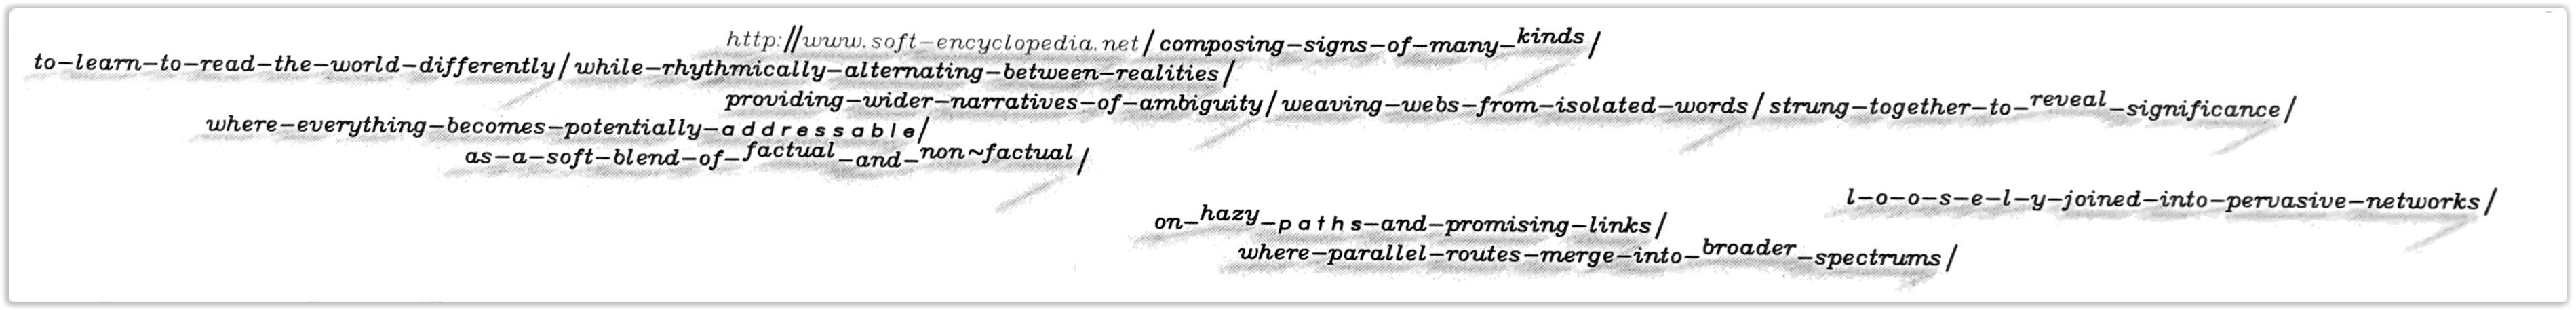 http://www.soft-encyclopedia.net/composing-signs-of-many-kinds/
to-learn-to-read-the-world-differently/while-rhythmically-alternating-between-realities/
providing-wider-narratives-of-ambiguity/weaving-webs-from-isolated-words/strung-together-to-reveal-significance/
where-everything-becomes-potentially-addressable/
as-a-soft-blend-of-factual-and-non~factual/
l-o-o-s-e-l-y-joined-into-pervasive-networks/
on-hazy-paths-and-promising-links/
where-parallel-routes-merge-into-broader-spectrums/